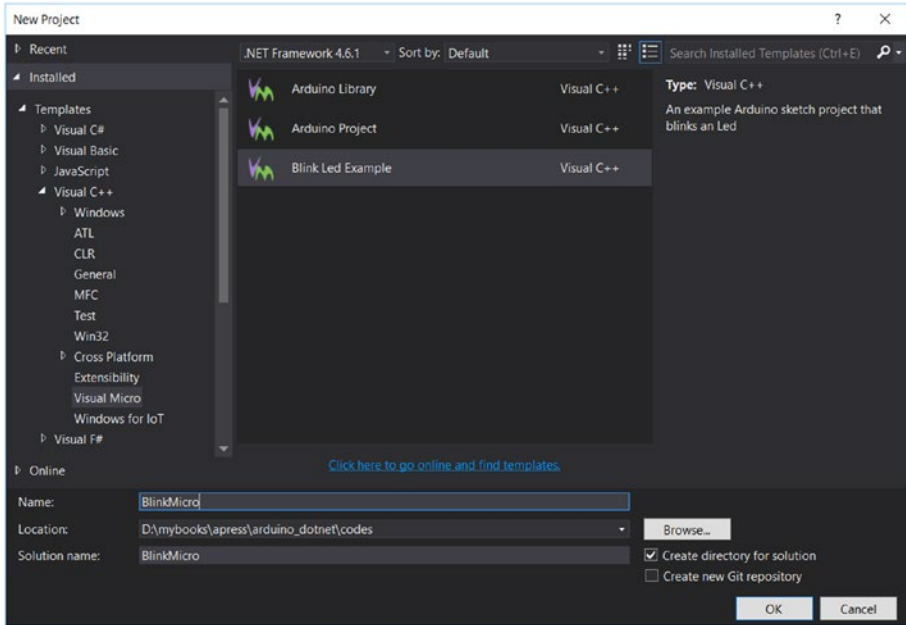 New Project
? ×
Recent
.NET Framework 4.6.1 Sort by: Default
Search Installed Templates (Ctrl+E)
Installed
Templates
Visual C#
Visual Basic
JavaScript
Visual C++
Windows
ATL
CLR
General
MFC
Test
Win32
Cross Platform
Extensibility
Visual Micro
Windows for IoT
Visual F#
Online
Arduino Library Visual C++
Arduino Project Visual C++
Blink Led Example Visual C++
Type: Visual C++
An example Arduino sketch project that
blinks an Led
Click here to go online and find templates.
Name: BlinkMicro
Location: D:\mybooks\apress\arduino_dotnet\codes
Browse...
Solution name: BlinkMicro
Create directory for solution
Create new Git repository
OK Cancel